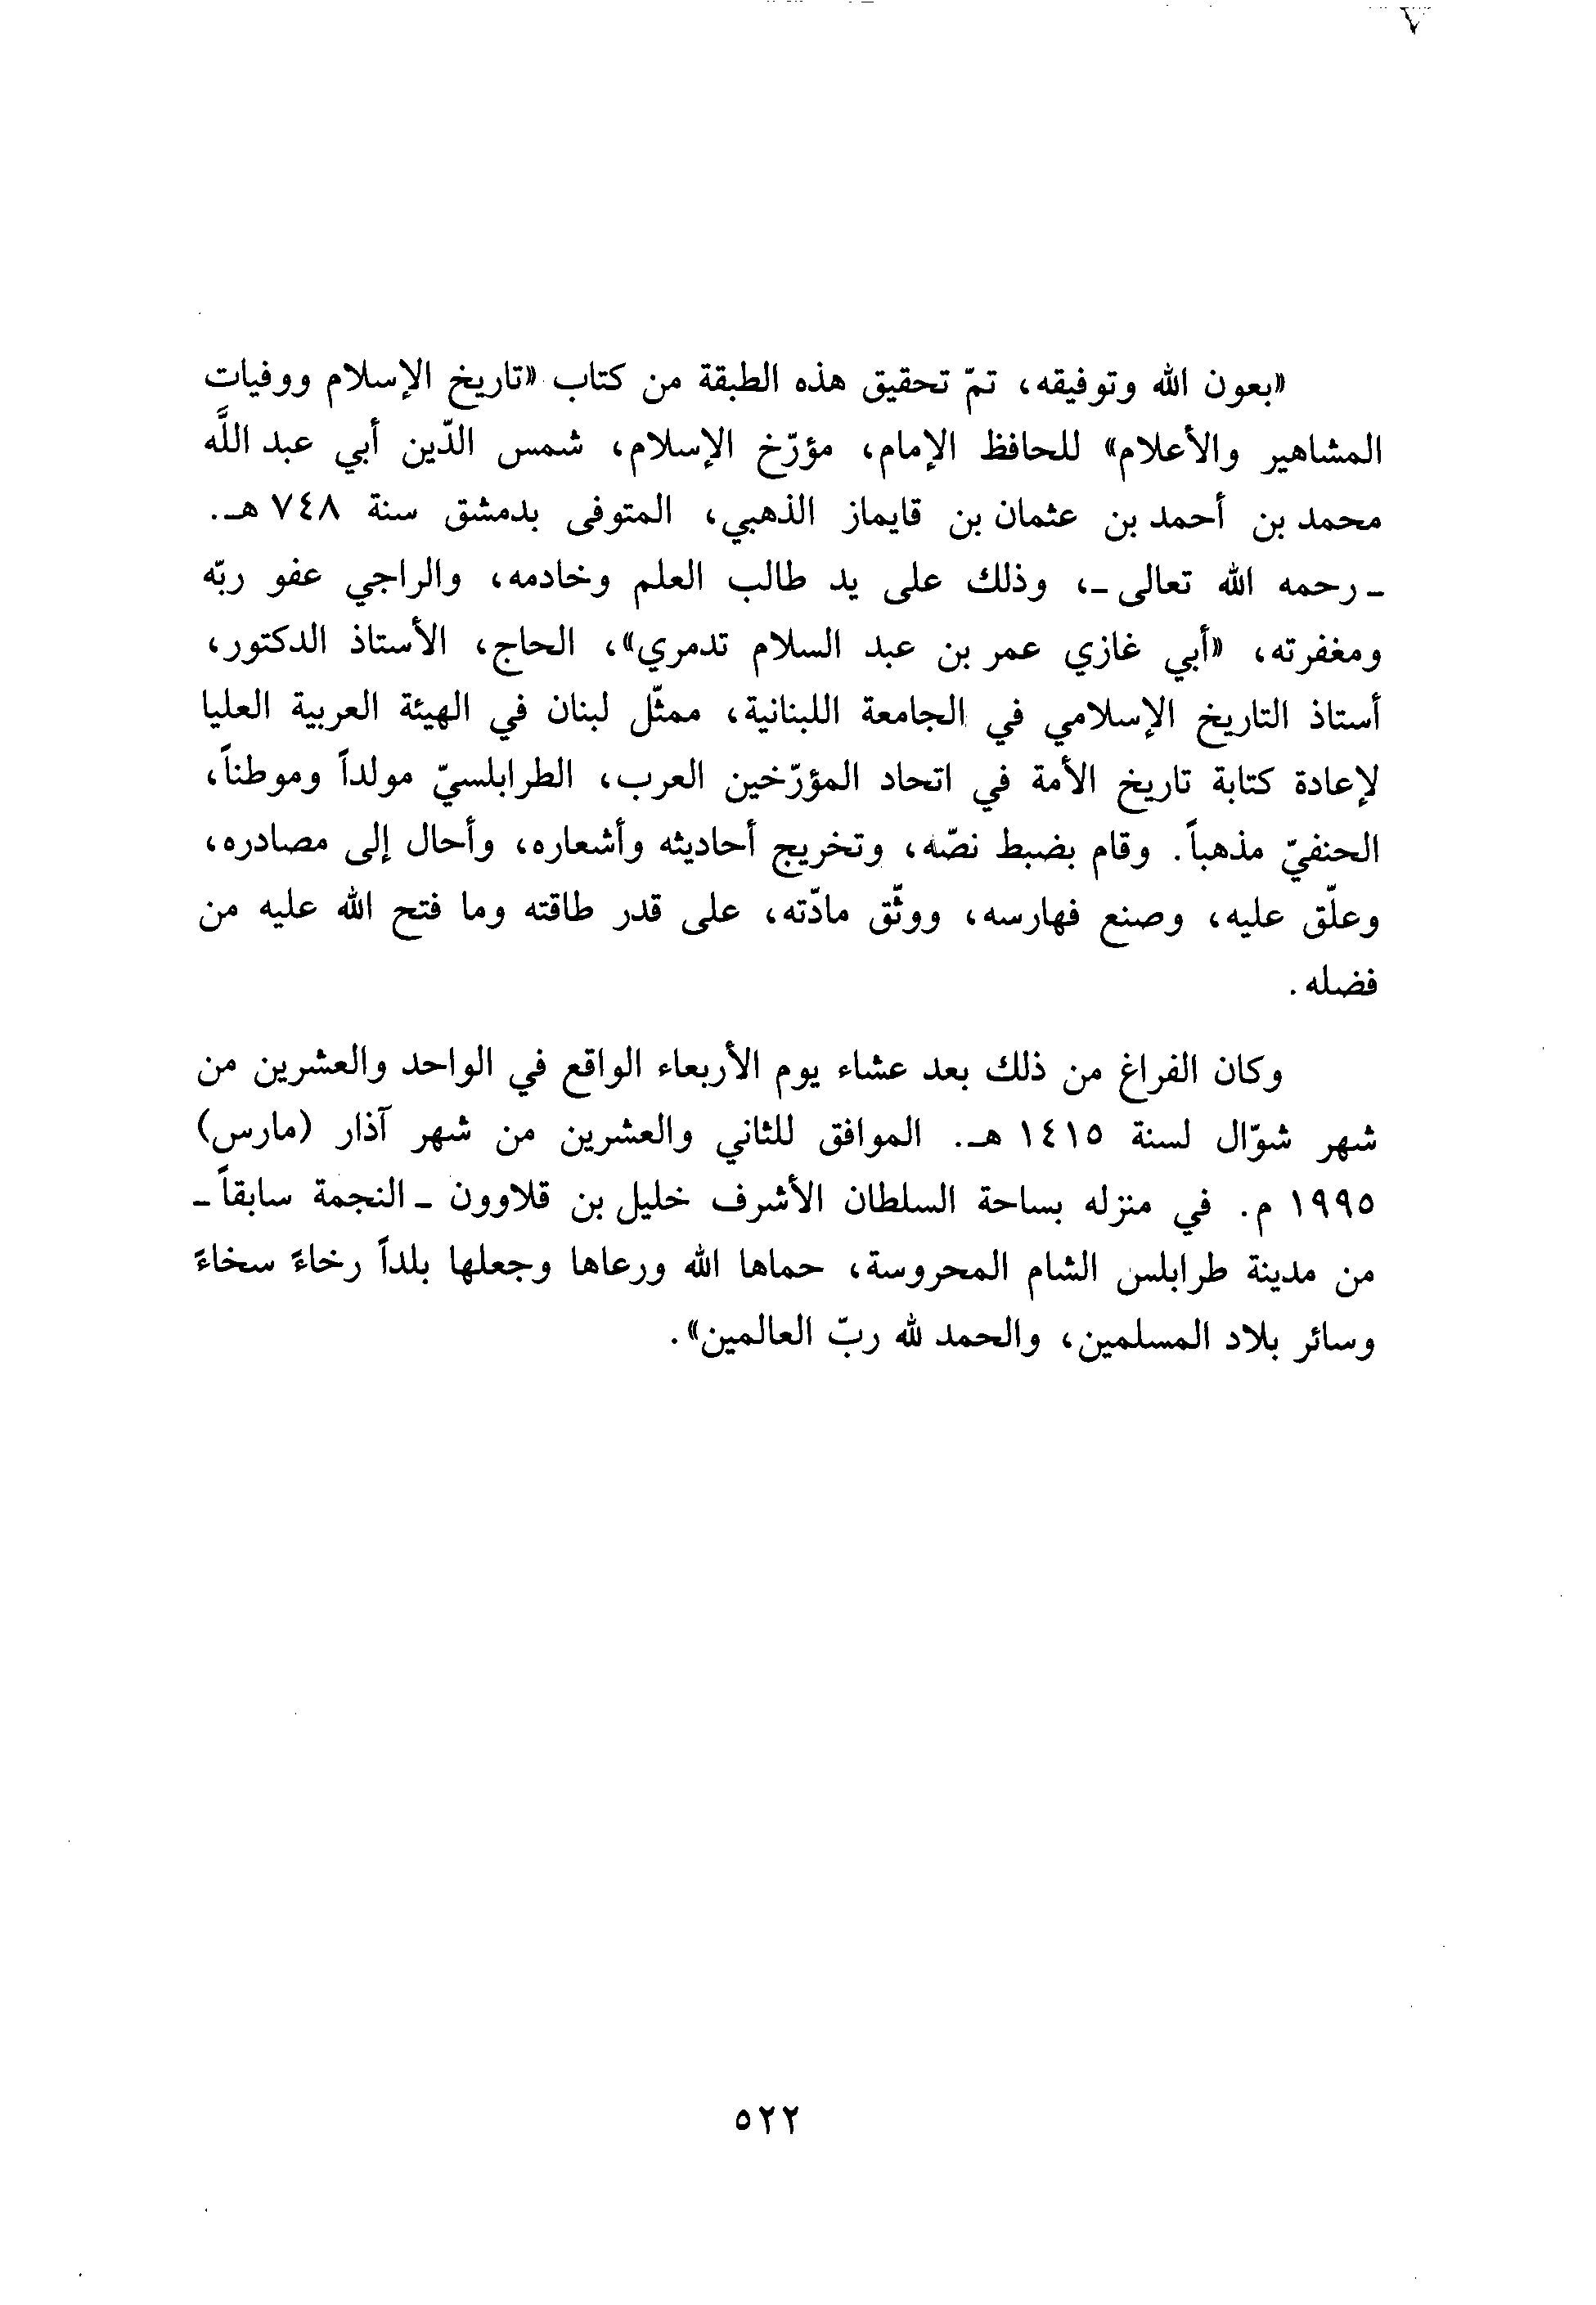 «بعون الله وتوفيقه، تمّ تحقيق هذه الطبقة من كتاب «تاريخ الإسلام ووفيات
المشاهير والأعلام» للحافظ الإمام، مؤرّخ الإسلام، شمس الدّين أبي عبد اللَّه
محمد بن أحمد بن عثمان بن قايماز الذهبي، المتوفى بدمشق سنة ٧٤٨ هـ.
ـ رحمه الله تعالى ـ، وذلك على يد طالب العلم وخادمه، والراجي عفو ربّه
ومغفرته، «أبي غازي عمر بن عبد السلام تدمري»، الحاج، الأستاذ الدكتور،
أستاذ التاريخ الإسلامي في الجامعة اللبنانية، ممثّل لبنان في الهيئة العربية العليا
لإعادة كتابة تاريخ الأمة في اتحاد المؤرّخين العرب، الطرابلسيّ مولداً وموطناً،
الحنفيّ مذهباً. وقام بضبط نصّه، وتخريج أحاديثه وأشعاره، وأحال إلى مصادره،
وعلّق عليه، وصنع فهارسه، ووثّق مادّته، على قدر طاقته وما فتح الله عليه من
فضله.
وكان الفراغ من ذلك بعد عشاء يوم الأربعاء الواقع في الواحد والعشرين من
شهر شوّال لسنة ١٤١٥ هـ. الموافق للثاني والعشرين من شهر آذار (مارس)
١٩٩٥ م. في منزله بساحة السلطان الأشرف خليل بن قلاوون ـ النجمة سابقاً ـ
من مدينة طرابلس الشام المحروسة، حماها الله ورعاها وجعلها بلداً رخاءً سخاءً
وسائر بلاد المسلمين، والحمد لله ربّ العالمين».
٥٢٢